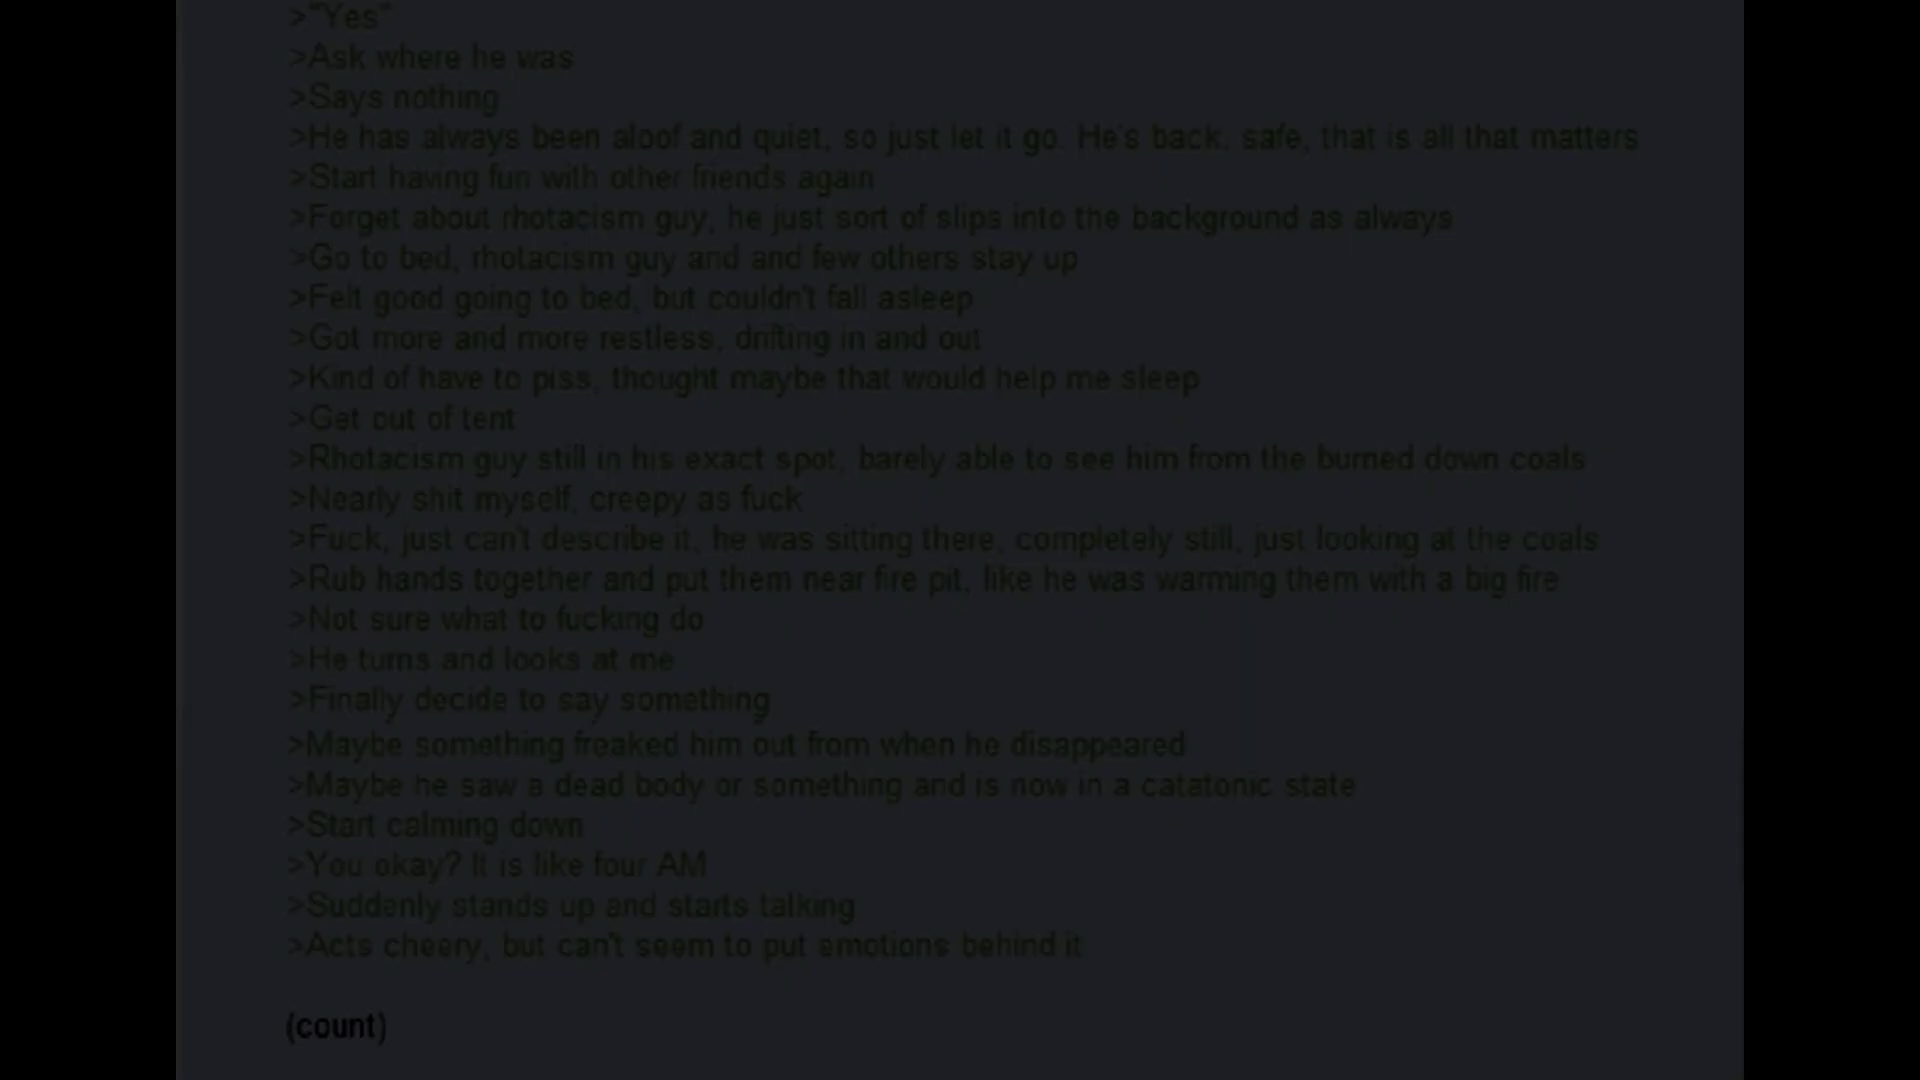 >"Yes"
>Ask where he was
>Says nothing
>He has always been aloof and quiet, so just let it go. He's back, safe, that is all that matters
>Start having fun with other friends again
>Forget about rhotacism guy, he just sort of slips into the background as always
>Go to bed, rhotacism guy and and few others stay up
>Felt good going to bed, but couldn't fall asleep
>Got more and more restless, drifting in and out
>Kind of have to piss, thought maybe that would help me sleep
>Get out of tent
>Rhotacism guy still in his exact spot, barely able to see him from the burned down coals
>Nearly shit myself, creepy as fuck
>Fuck, just can't describe it, he was sitting there, completely still, just looking at the coals
>Rub hands together and put them near fire pit, like he was warming them with a big fire
>Not sure what to fucking do
>He turns and looks at me
>Finally decide to say something
>Maybe something freaked him out from when he disappeared
>Maybe he saw a dead body or something and is now in a catatonic state
>Start calming down
>You okay? It is like four AM
>Suddenly stands up and starts talking
>Acts cheery, but can't seem to put emotions behind it
(count)